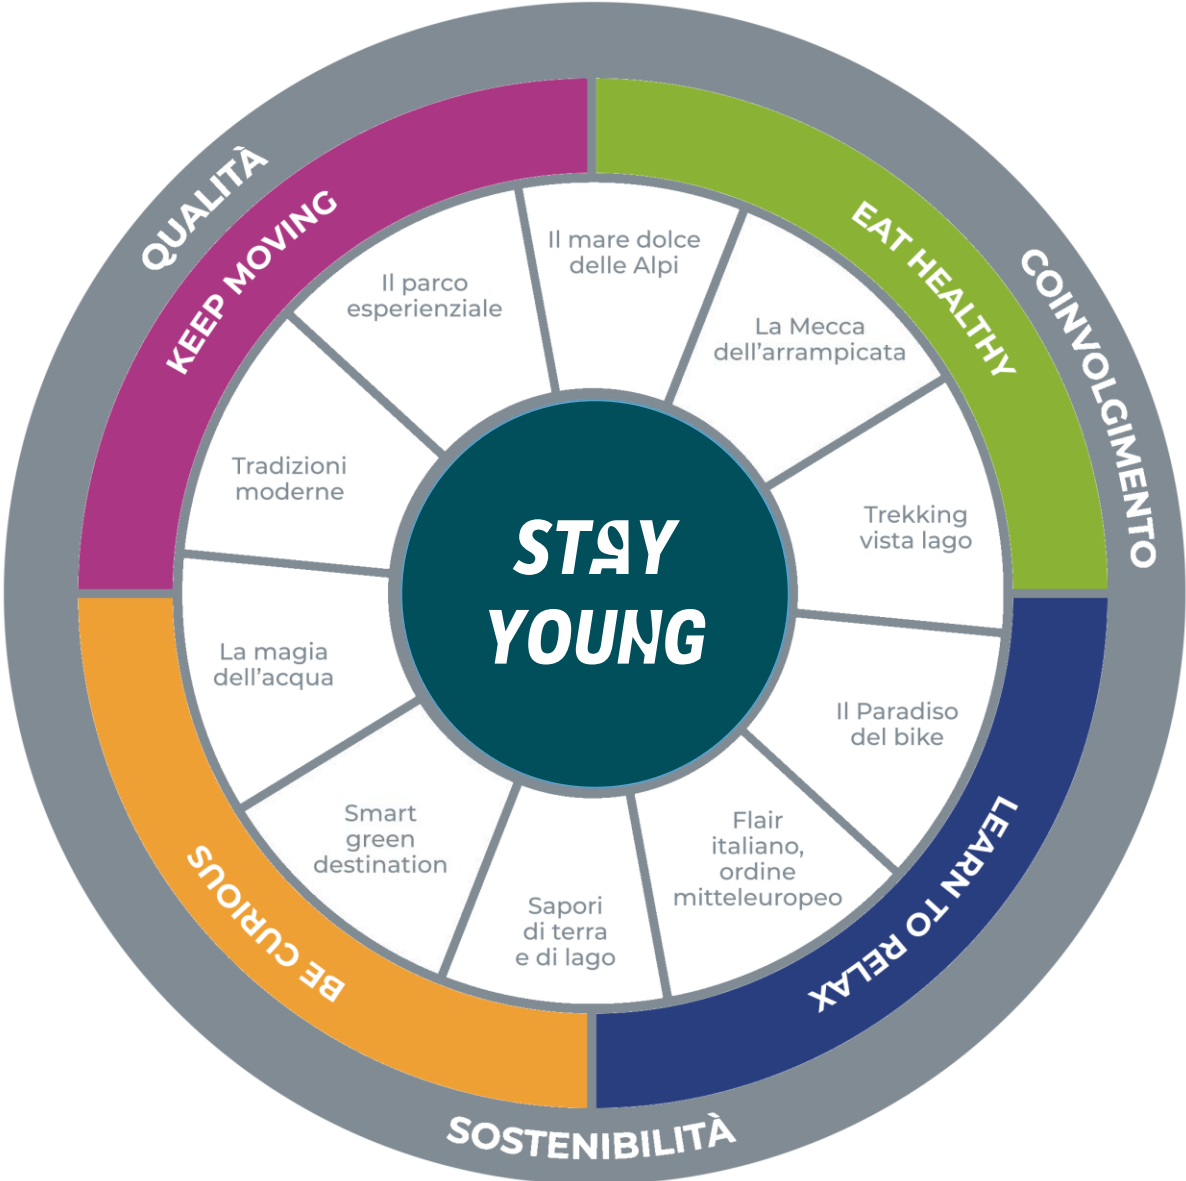 QUALITÀ
COINVOLGIMENTO
SOSTENIBILITÀ
KEEP MOVING
EAT HEALTHY
LEARN TO RELAX
BE CURIOUS
Il mare dolce
delle Alpi
La Mecca
dell'arrampicata
Trekking
vista lago
Il Paradiso
del bike
Flair
italiano,
ordine
mitteleuropeo
Sapori
di terra
e di lago
Smart
green
destination
La magia
dell'acqua
Tradizioni
moderne
Il parco
esperienziale
STAY
YOUNG